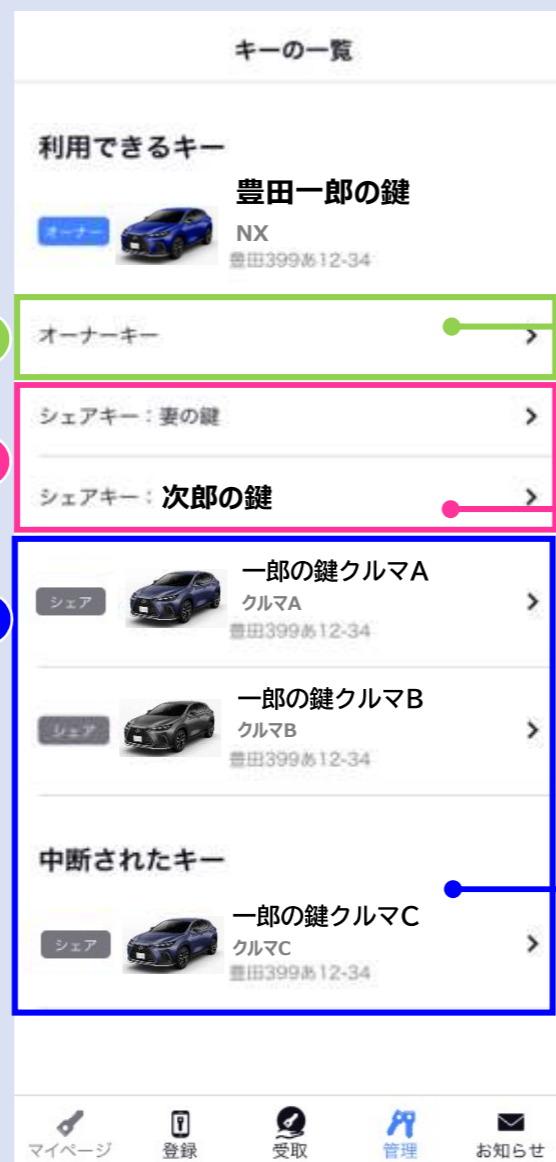 キーの一覧
利用できるキー
豊田一郎の鍵
オーナー
NX
豊田399あ12-34
オーナーキー
シェアキー：妻の鍵
シェアキー：次郎の鍵
一郎の鍵クルマA
シェア
クルマA
豊田399あ12-34
一郎の鍵クルマB
シェア
クルマB
豊田399あ12-34
中断されたキー
一郎の鍵クルマC
シェア
クルマC
豊田399あ12-34
マイページ 登録 受取 管理 お知らせ